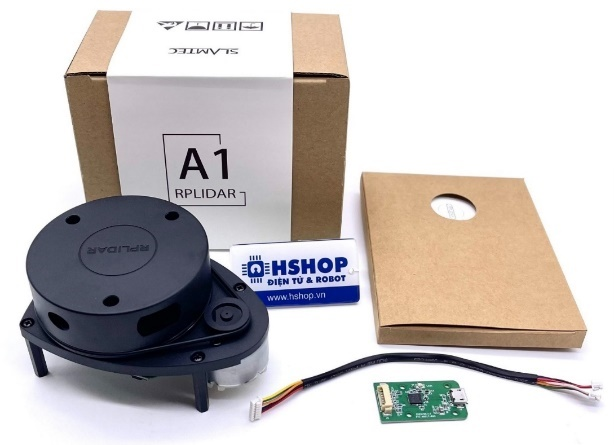 SLAMTEC
A1
RPLIDAR
RPLIDAR
HSHOP
ĐIỆN TỬ & ROBOT
www.hshop.vn